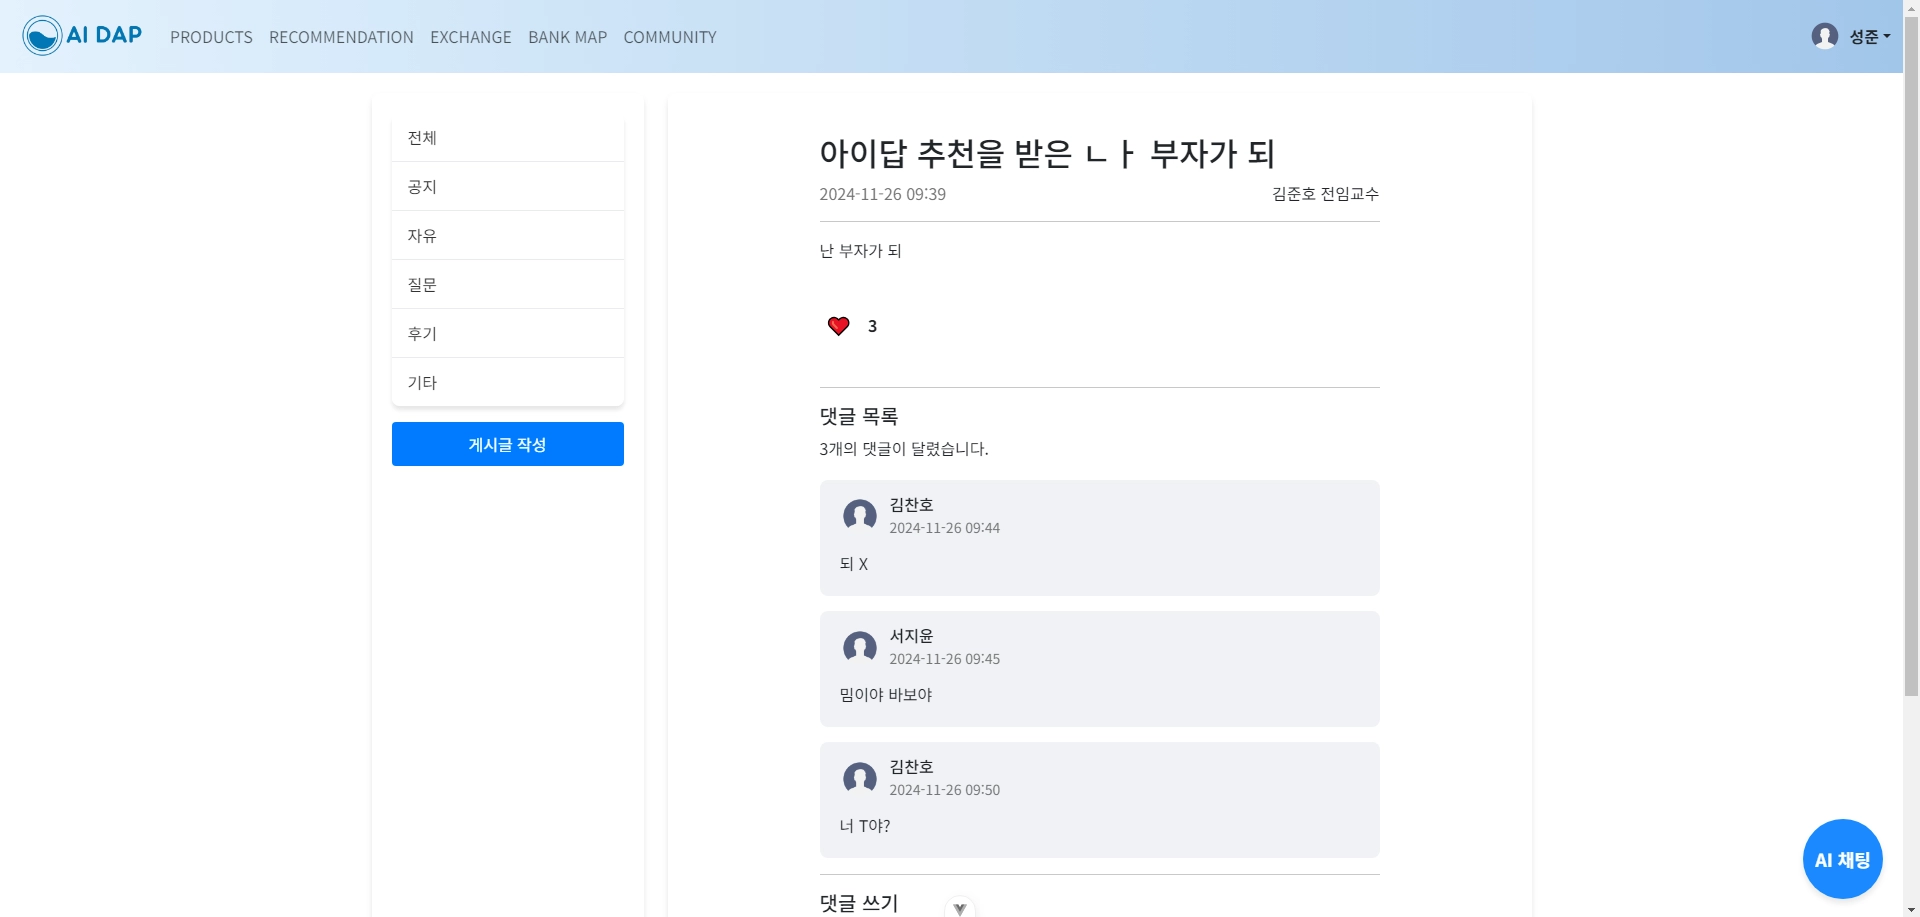 AI DAP
PRODUCTS RECOMMENDATION EXCHANGE BANK MAP COMMUNITY
성준
전체
공지
자유
질문
후기
기타
게시글 작성
아이답 추천을 받은 ㄴㅏ 부자가 되
2024-11-26 09:39 김준호 전임교수
난 부자가 되
3
댓글 목록
3개의 댓글이 달렸습니다.
김찬호
2024-11-26 09:44
되 X
서지윤
2024-11-26 09:45
밈이야 바보야
김찬호
2024-11-26 09:50
너 T야?
댓글 쓰기
AI 채팅